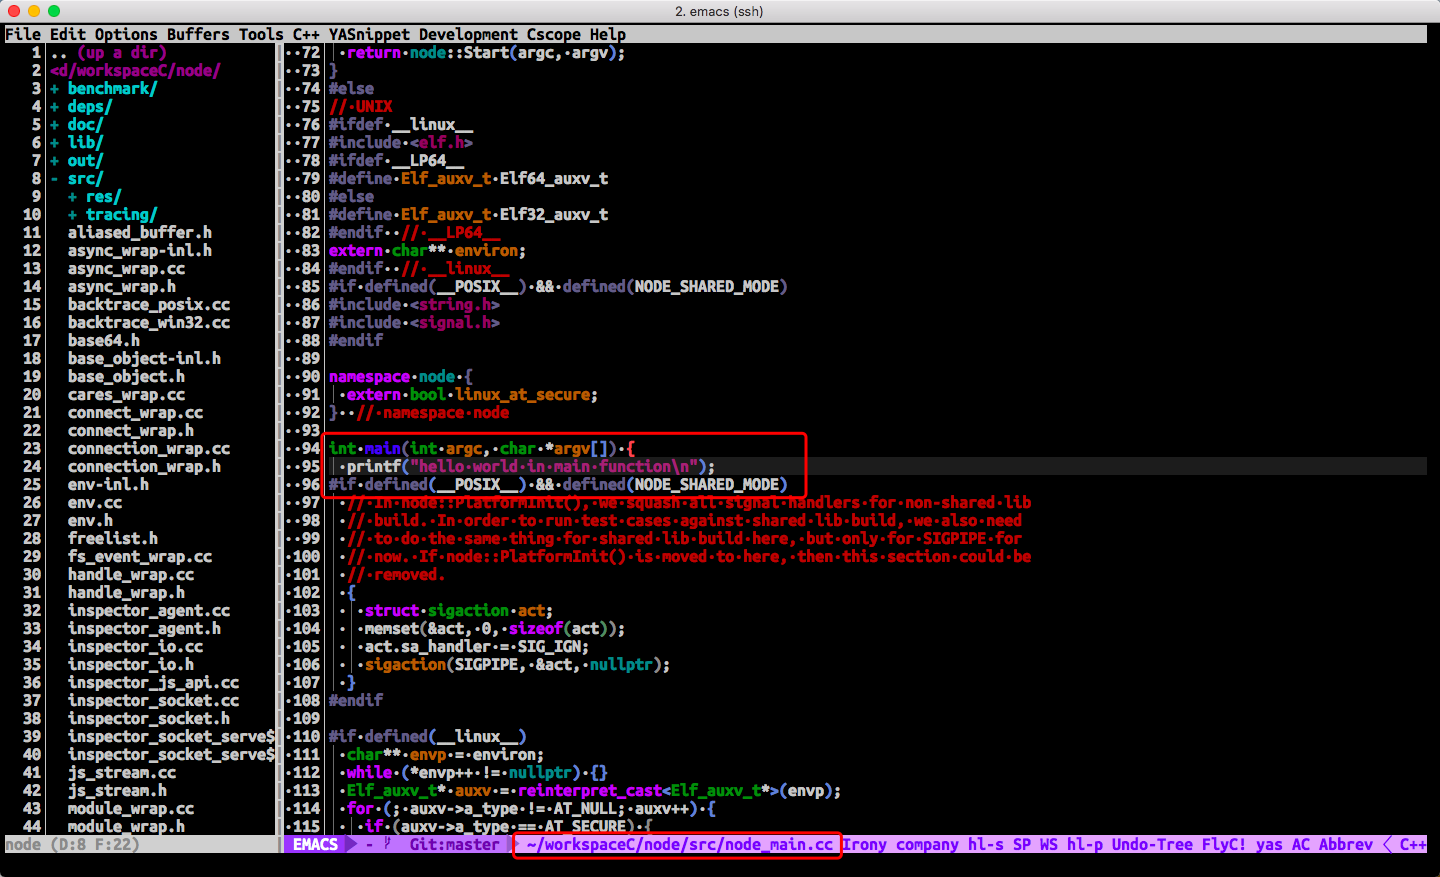 2. emacs (ssh)
File Edit Options Buffers Tools C++ YASnippet Development Cscope Help
1 .. (up a dir)
2 <d/workspaceC/node/
3 + benchmark/
4 + deps/
5 + doc/
6 + lib/
7 + out/
8 - src/
9 + res/
10 + tracing/
11 aliased_buffer.h
12 async_wrap-inl.h
13 async_wrap.cc
14 async_wrap.h
15 backtrace_posix.cc
16 backtrace_win32.cc
17 base64.h
18 base_object-inl.h
19 base_object.h
20 cares_wrap.cc
21 connect_wrap.cc
22 connect_wrap.h
23 connection_wrap.cc
24 connection_wrap.h
25 env-inl.h
26 env.cc
27 env.h
28 freelist.h
29 fs_event_wrap.cc
30 handle_wrap.cc
31 handle_wrap.h
32 inspector_agent.cc
33 inspector_agent.h
34 inspector_io.cc
35 inspector_io.h
36 inspector_js_api.cc
37 inspector_socket.cc
38 inspector_socket.h
39 inspector_socket_serve$
40 inspector_socket_serve$
41 js_stream.cc
42 js_stream.h
43 module_wrap.cc
44 module_wrap.h
··72 ·return·node::Start(argc,·argv);
··73 }
··74 #else
··75 //·UNIX
··76 #ifdef·__linux__
··77 #include·<elf.h>
··78 #ifdef·__LP64__
··79 #define·Elf_auxv_t·Elf64_auxv_t
··80 #else
··81 #define·Elf_auxv_t·Elf32_auxv_t
··82 #endif··//·__LP64__
··83 extern·char**·environ;
··84 #endif··//·__linux__
··85 #if·defined(__POSIX__)·&&·defined(NODE_SHARED_MODE)
··86 #include·<string.h>
··87 #include·<signal.h>
··88 #endif
··89
··90 namespace·node·{
··91 ·extern·bool·linux_at_secure;
··92 }··//·namespace·node
··93
··94 int·main(int·argc,·char·*argv[])·{
··95 ·printf("hello·world·in·main·function\n");
··96 #if·defined(__POSIX__)·&&·defined(NODE_SHARED_MODE)
··97 ·//·In·node::PlatformInit(),·we·squash·all·signal·handlers·for·non-shared·lib
··98 ·//·build.·In·order·to·run·test·cases·against·shared·lib·build,·we·also·need
··99 ·//·to·do·the·same·thing·for·shared·lib·build·here,·but·only·for·SIGPIPE·for
·100 ·//·now.·If·node::PlatformInit()·is·moved·to·here,·then·this·section·could·be
·101 ·//·removed.
·102 ·{
·103 · ·struct·sigaction·act;
·104 · ·memset(&act,·0,·sizeof(act));
·105 · ·act.sa_handler·=·SIG_IGN;
·106 · ·sigaction(SIGPIPE,·&act,·nullptr);
·107 ·}
·108 #endif
·109
·110 #if·defined(__linux__)
·111 ·char**·envp·=·environ;
·112 ·while·(*envp++·!=·nullptr)·{}
·113 ·Elf_auxv_t*·auxv·=·reinterpret_cast<Elf_auxv_t*>(envp);
·114 ·for·(;·auxv->a_type·!=·AT_NULL;·auxv++)·{
·115 · ·if·(auxv->a_type·==·AT_SECURE)·{
node (D:8 F:22)
EMACS - Git:master ~/workspaceC/node/src/node_main.cc Irony company hl-s SP WS hl-p Undo-Tree FlyC! yas AC Abbrev < C++